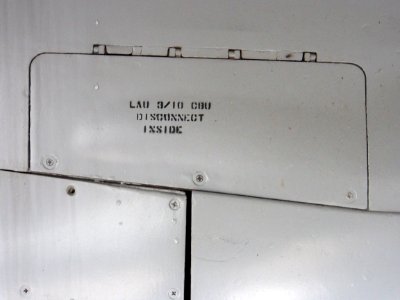 LAU 3/10 CBU
DISCONNECT
INSIDE